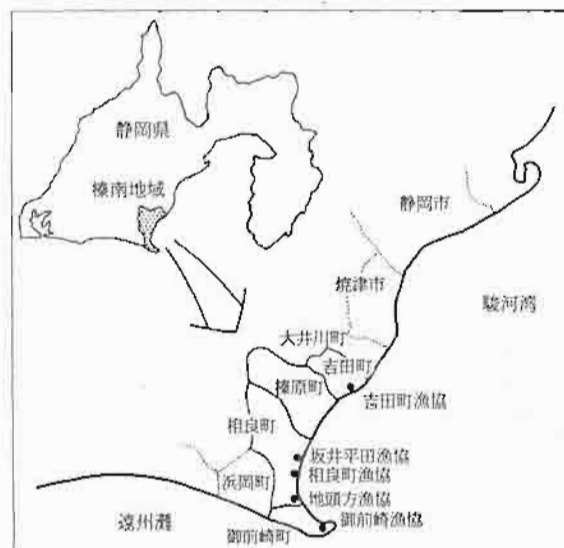 静岡県
榛南地域
静岡市
焼津市
駿河湾
大井川町
吉田町
榛原町
吉田町漁協
相良町
坂井平田漁協
相良町漁協
浜岡町
地頭方漁協
御前崎漁協
遠州灘
御前崎町